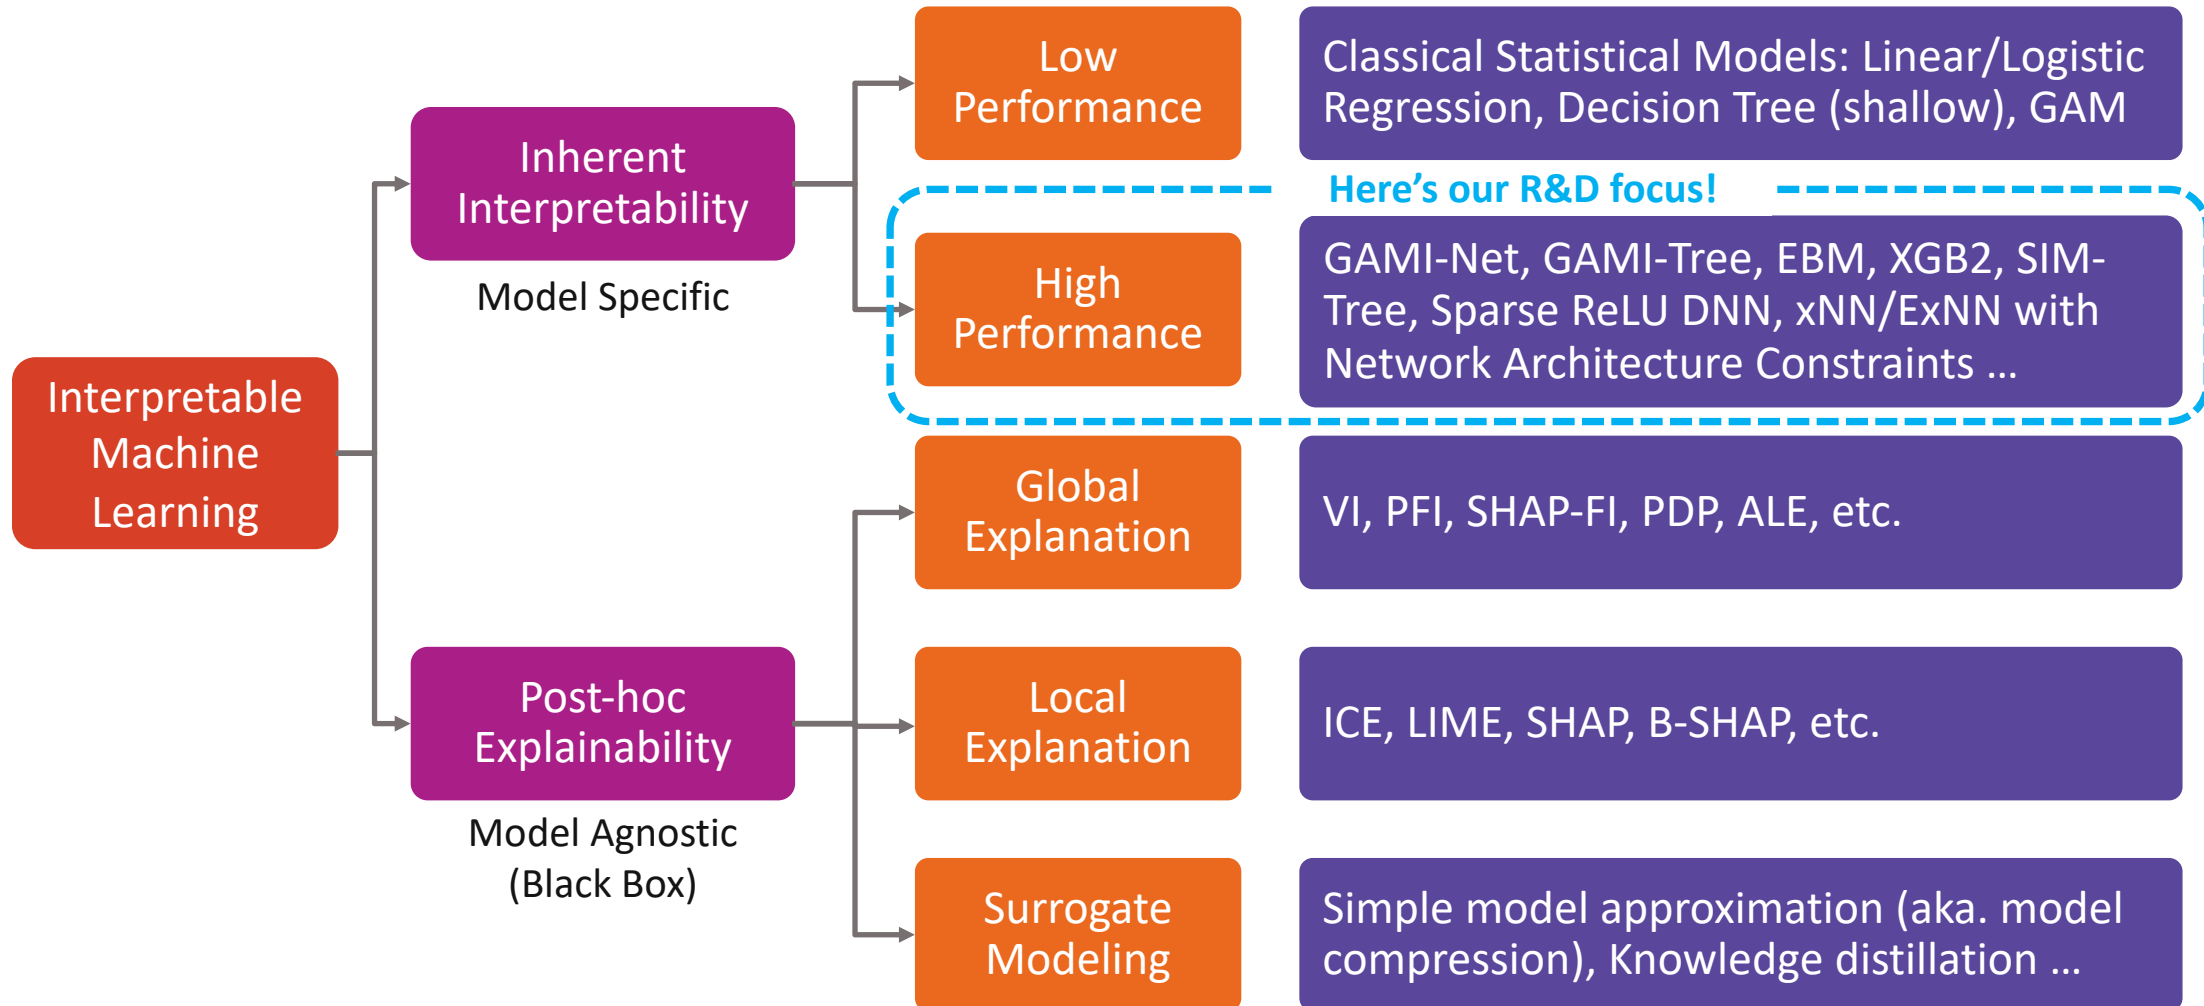 Interpretable
Machine
Learning
Inherent
Interpretability
Model Specific
Low
Performance
Classical Statistical Models: Linear/Logistic
Regression, Decision Tree (shallow), GAM
Here’s our R&D focus!
High
Performance
GAMI-Net, GAMI-Tree, EBM, XGB2, SIM-
Tree, Sparse ReLU DNN, xNN/ExNN with
Network Architecture Constraints ...
Post-hoc
Explainability
Model Agnostic
(Black Box)
Global
Explanation
VI, PFI, SHAP-FI, PDP, ALE, etc.
Local
Explanation
ICE, LIME, SHAP, B-SHAP, etc.
Surrogate
Modeling
Simple model approximation (aka. model
compression), Knowledge distillation ...